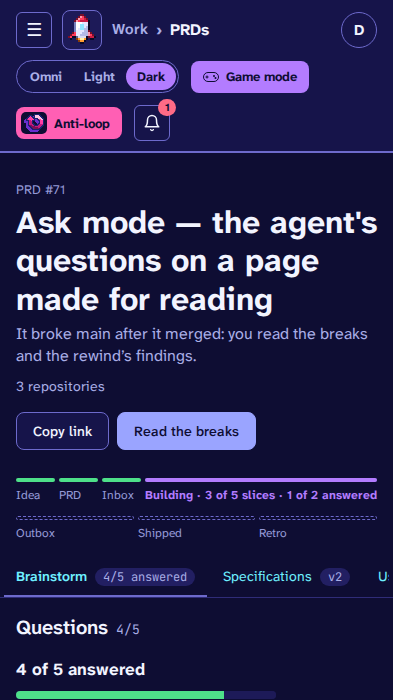 ☰ Work › PRDs D
Omni Light Dark Game mode
Anti-loop 1
PRD #71
Ask mode — the agent's
questions on a page
made for reading
It broke main after it merged: you read the breaks
and the rewind's findings.
3 repositories
Copy link Read the breaks
Idea PRD Inbox Building · 3 of 5 slices · 1 of 2 answered
Outbox Shipped Retro
Brainstorm 4/5 answered Specifications v2
Questions 4/5
4 of 5 answered